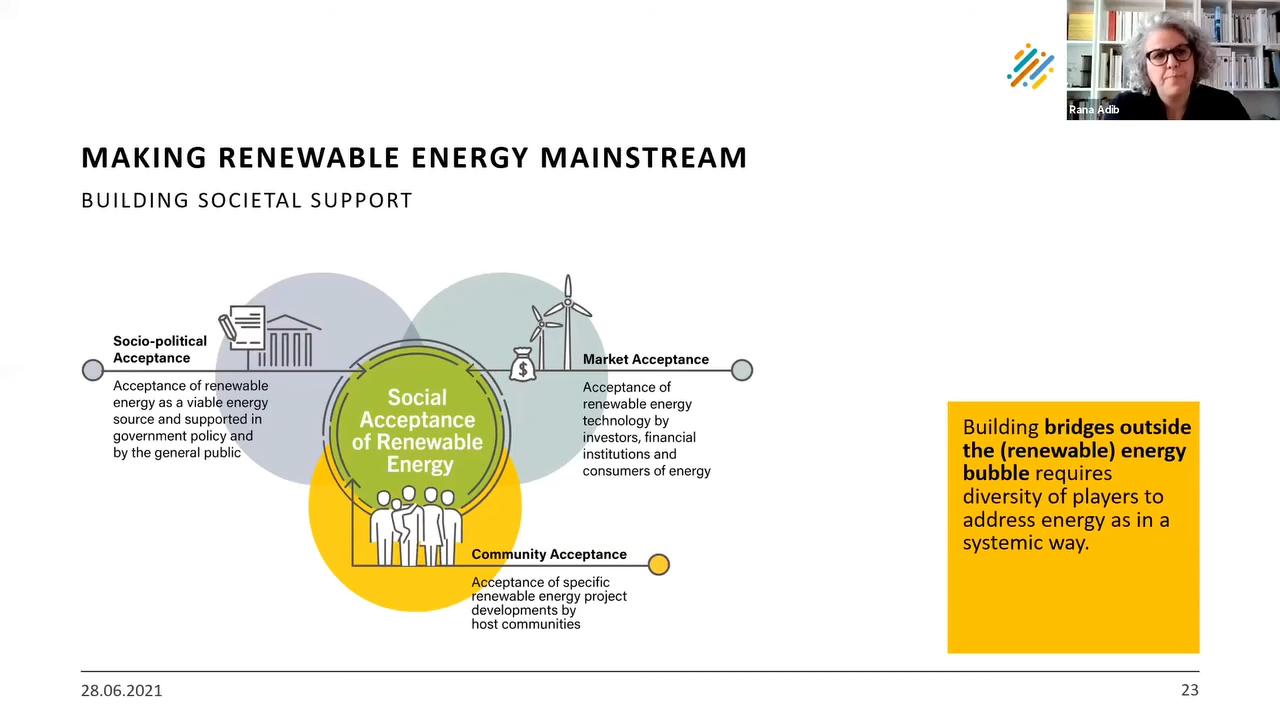 Rana Adib
MAKING RENEWABLE ENERGY MAINSTREAM
BUILDING SOCIETAL SUPPORT
Socio-political
Acceptance
Acceptance of renewable
energy as a viable energy
source and supported in
government policy and
by the general public
$
Market Acceptance
Acceptance of
renewable energy
technology by
investors, financial
institutions and
consumers of energy
Social
Acceptance
of Renewable
Energy
Community Acceptance
Acceptance of specific
renewable energy project
developments by
host communities
Building bridges outside
the (renewable) energy
bubble requires
diversity of players to
address energy as in a
systemic way.
28.06.2021
23